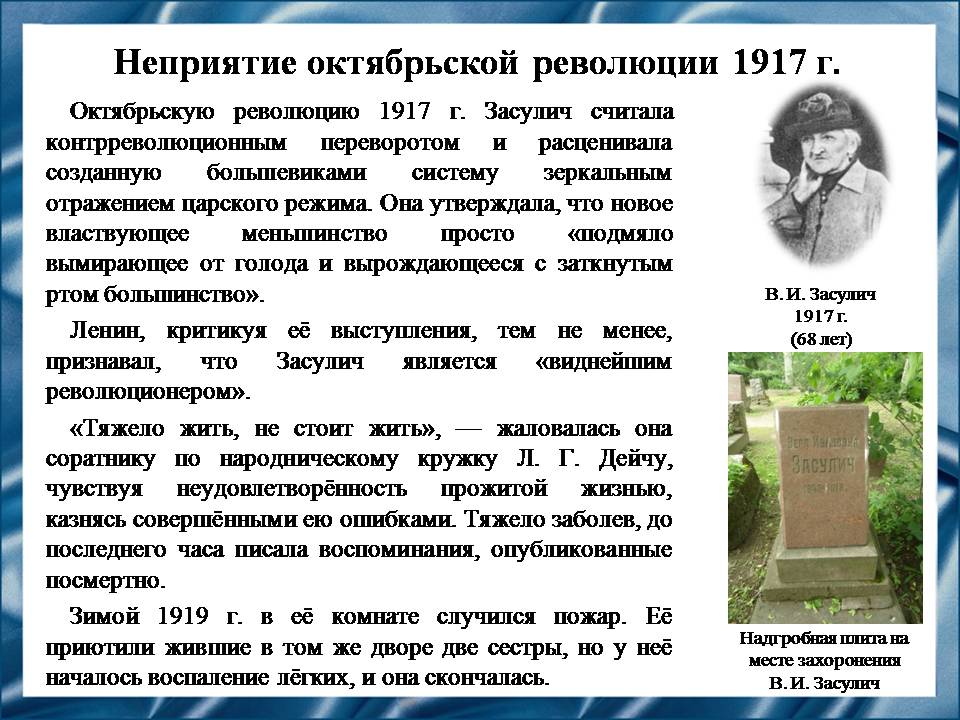 Неприятие октябрьской революции 1917 г.
Октябрьскую революцию 1917 г. Засулич считала
контрреволюционным переворотом и расценивала
созданную большевиками систему зеркальным
отражением царского режима. Она утверждала, что новое
властвующее меньшинство просто «подмяло
вымирающее от голода и вырождающееся с заткнутым
ртом большинство».
Ленин, критикуя её выступления, тем не менее,
признавал, что Засулич является «виднейшим
революционером».
«Тяжело жить, не стоит жить», — жаловалась она
соратнику по народническому кружку Л. Г. Дейчу,
чувствуя неудовлетворённость прожитой жизнью,
казнясь совершёнными ею ошибками. Тяжело заболев, до
последнего часа писала воспоминания, опубликованные
посмертно.
Зимой 1919 г. в её комнате случился пожар. Её
приютили жившие в том же дворе две сестры, но у неё
началось воспаление лёгких, и она скончалась.
В. И. Засулич
1917 г.
(68 лет)
ЗАСУЛИЧ
Надгробная плита на
месте захоронения
В. И. Засулич